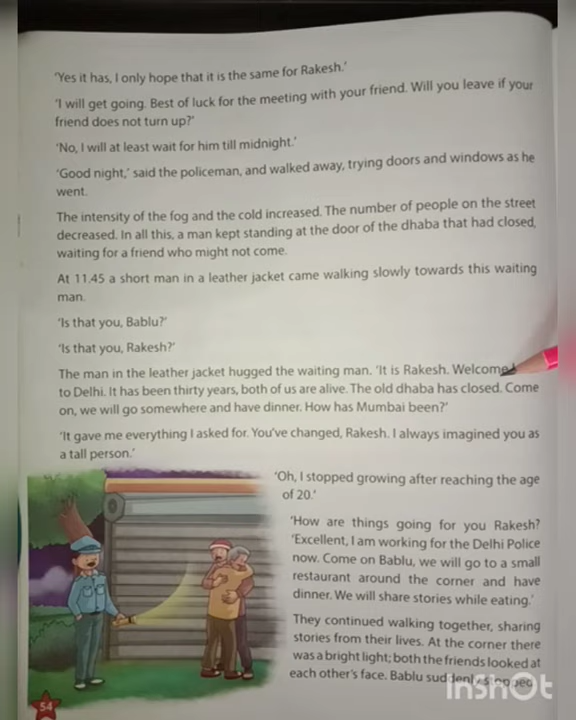 'Yes it has, I only hope that it is the same for Rakesh.'
'I will get going. Best of luck for the meeting with your friend. Will you leave if your
friend does not turn up?'
'No, I will at least wait for him till midnight.'
'Good night,' said the policeman, and walked away, trying doors and windows as he
went.
The intensity of the fog and the cold increased. The number of people on the street
decreased. In all this, a man kept standing at the door of the dhaba that had closed,
waiting for a friend who might not come.
At 11.45 a short man in a leather jacket came walking slowly towards this waiting
man.
'Is that you, Bablu?'
'Is that you, Rakesh?'
The man in the leather jacket hugged the waiting man. 'It is Rakesh. Welcome
to Delhi. It has been thirty years, both of us are alive. The old dhaba has closed. Come
on, we will go somewhere and have dinner. How has Mumbai been?'
'It gave me everything I asked for. You've changed, Rakesh. I always imagined you as
a tall person.'
'Oh, I stopped growing after reaching the age
of 20.'
'How are things going for you Rakesh?
'Excellent, I am working for the Delhi Police
now. Come on Bablu, we will go to a small
restaurant around the corner and have
dinner. We will share stories while eating.'
They continued walking together, sharing
stories from their lives. At the corner there
was a bright light; both the friends looked at
each other's face. Bablu suddenly stopped
54
InShOt